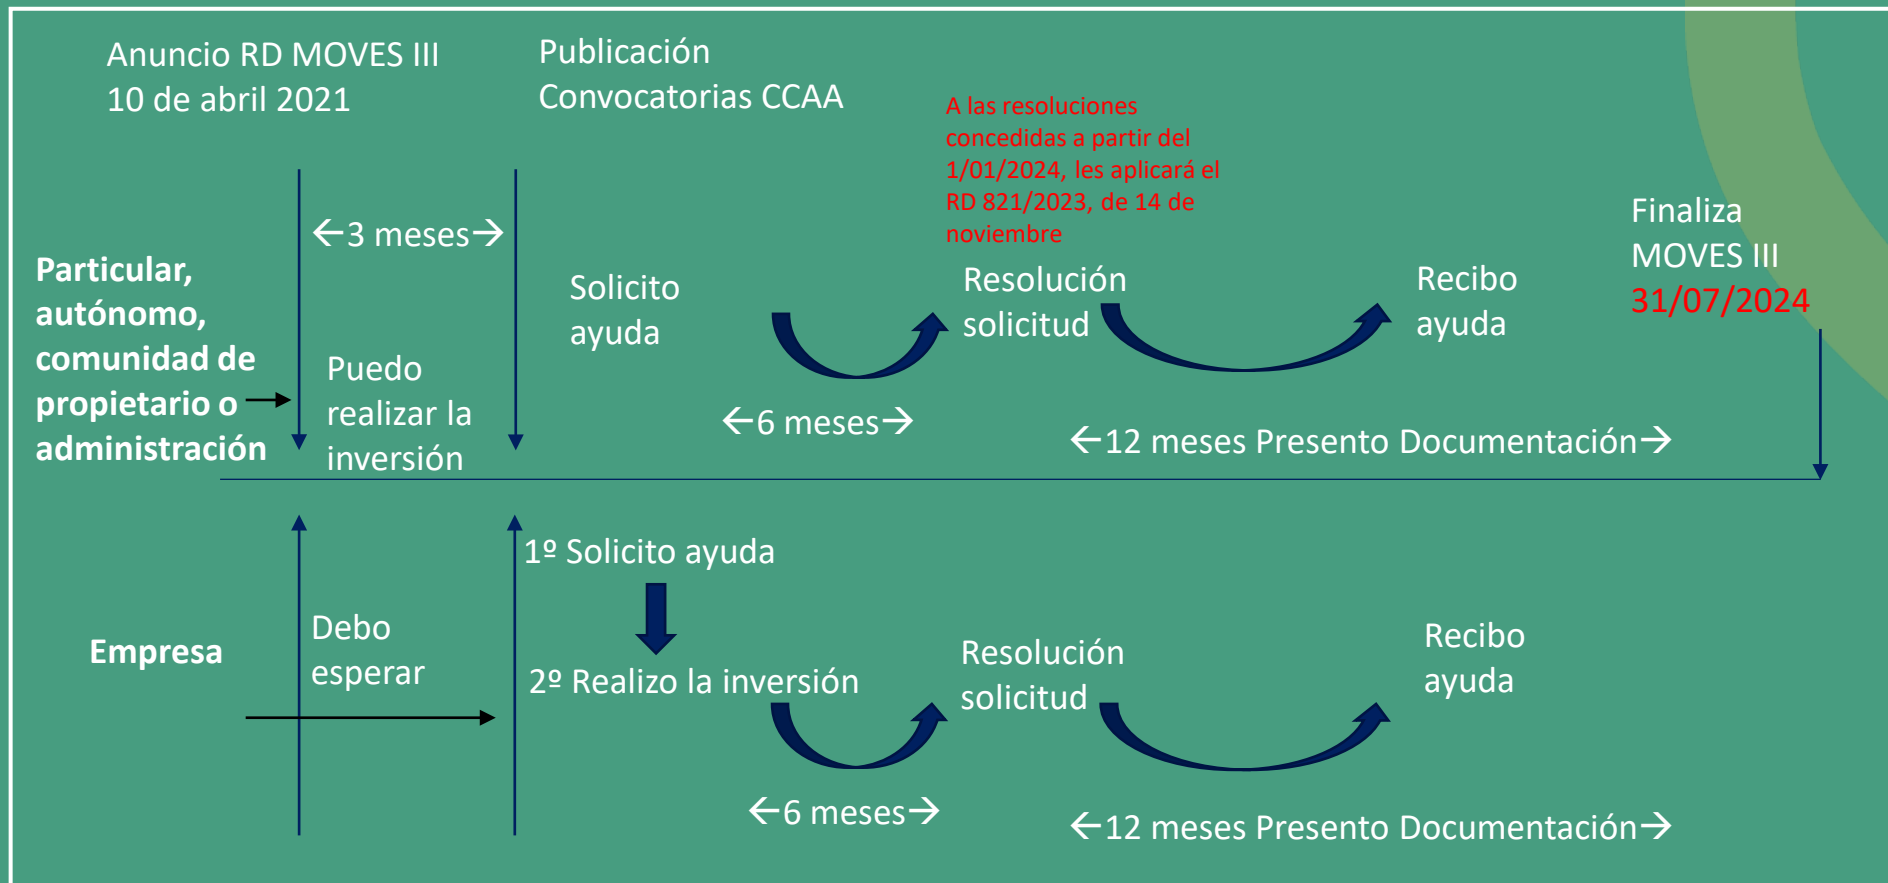 Anuncio RD MOVES III
10 de abril 2021
Publicación
Convocatorias CCAA
A las resoluciones
concedidas a partir del
1/01/2024, les aplicará el
RD 821/2023, de 14 de
noviembre
Finaliza
MOVES III
31/07/2024
←3 meses→
Particular,
autónomo,
comunidad de
propietario o
administración
Puedo
realizar la
inversión
Solicito
ayuda
Resolución
solicitud
Recibo
ayuda
←6 meses→
←12 meses Presento Documentación→
Empresa
Debo
esperar
1º Solicito ayuda
2º Realizo la inversión
Resolución
solicitud
Recibo
ayuda
←6 meses→
←12 meses Presento Documentación→